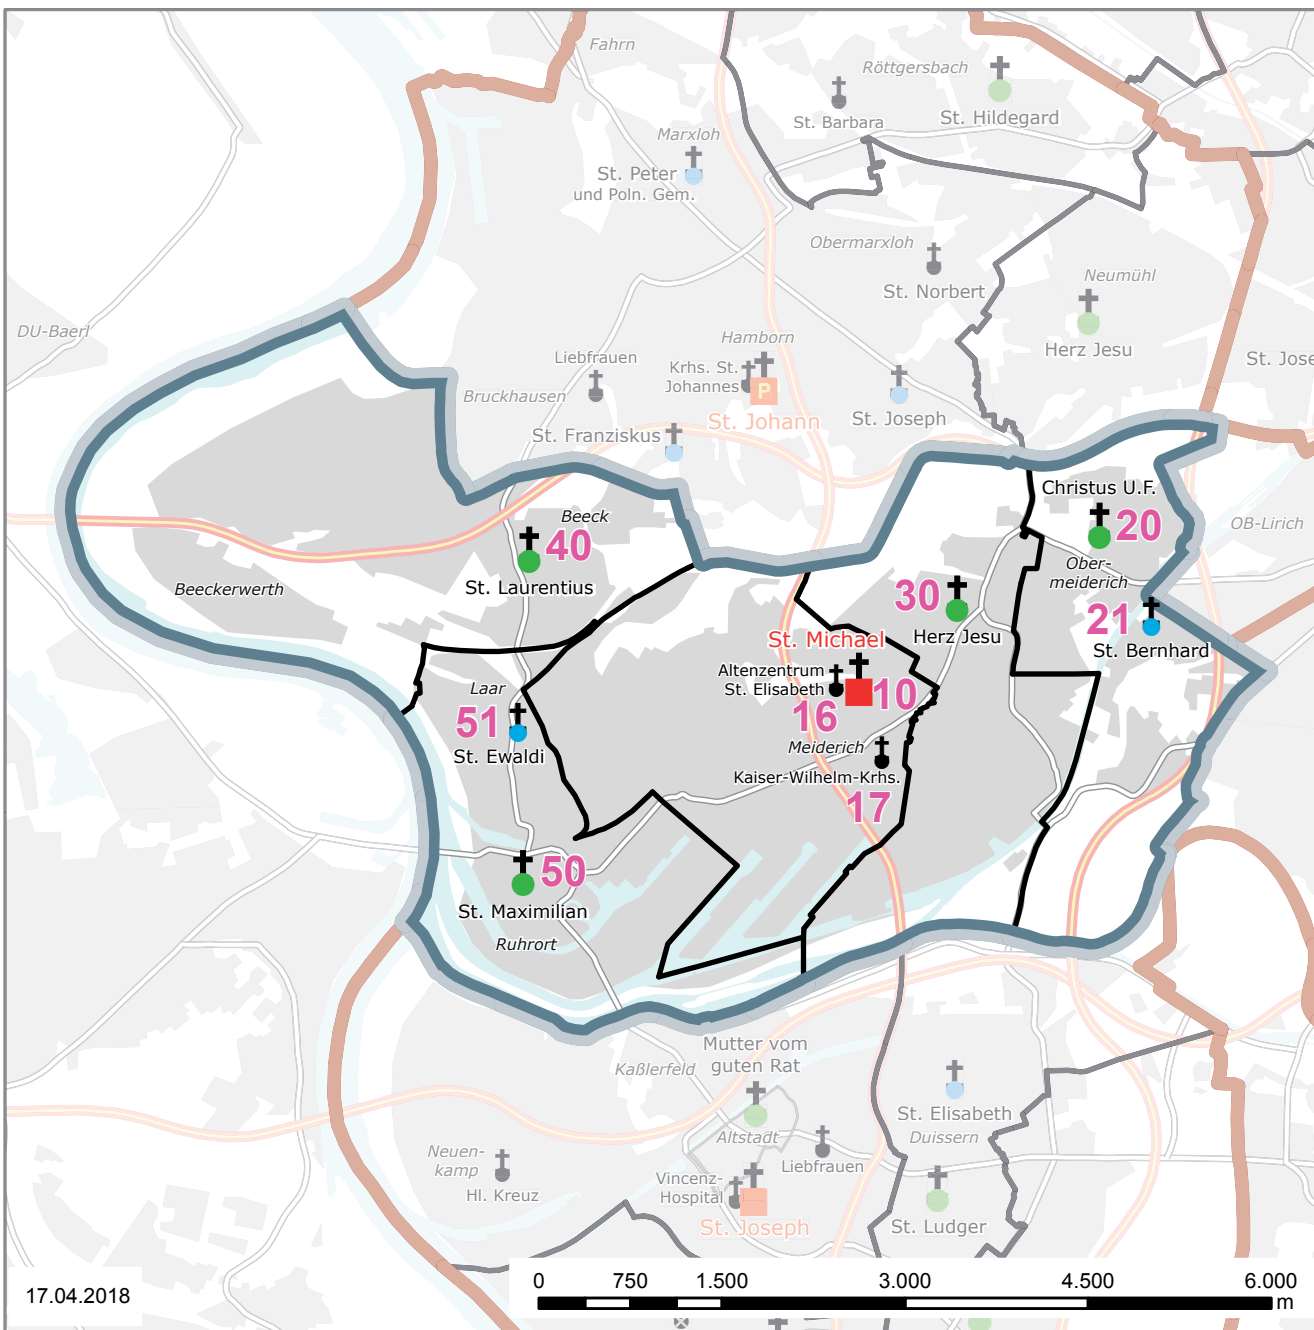 Fahrn
Röttgersbach
St. Barbara
St. Hildegard
Marxloh
St. Peter
und Poln. Gem.
Obermarxloh
St. Norbert
Neumühl
Herz Jesu
DU-Baerl
Hamborn
Liebfrauen
Krhs. St.
Johannes
P
St. Johann
St. Joseph
St. Jose
Bruckhausen
St. Franziskus
Christus U.F.
20
OB-Lirich
Beeck
40
St. Laurentius
Beeckerwerth
Ober-
meiderich
30
Herz Jesu
21
St. Bernhard
St. Michael
Altenzentrum
St. Elisabeth
10
16
Laar
51
St. Ewaldi
Meiderich
Kaiser-Wilhelm-Krhs.
17
50
St. Maximilian
Ruhrort
Kaßlerfeld
Mutter vom
guten Rat
St. Elisabeth
Duissern
Altstadt
Liebfrauen
Neuen-
kamp
Hl. Kreuz
Vincenz-
Hospital
St. Joseph
St. Ludger
17.04.2018
0 750 1.500 3.000 4.500 6.000
m